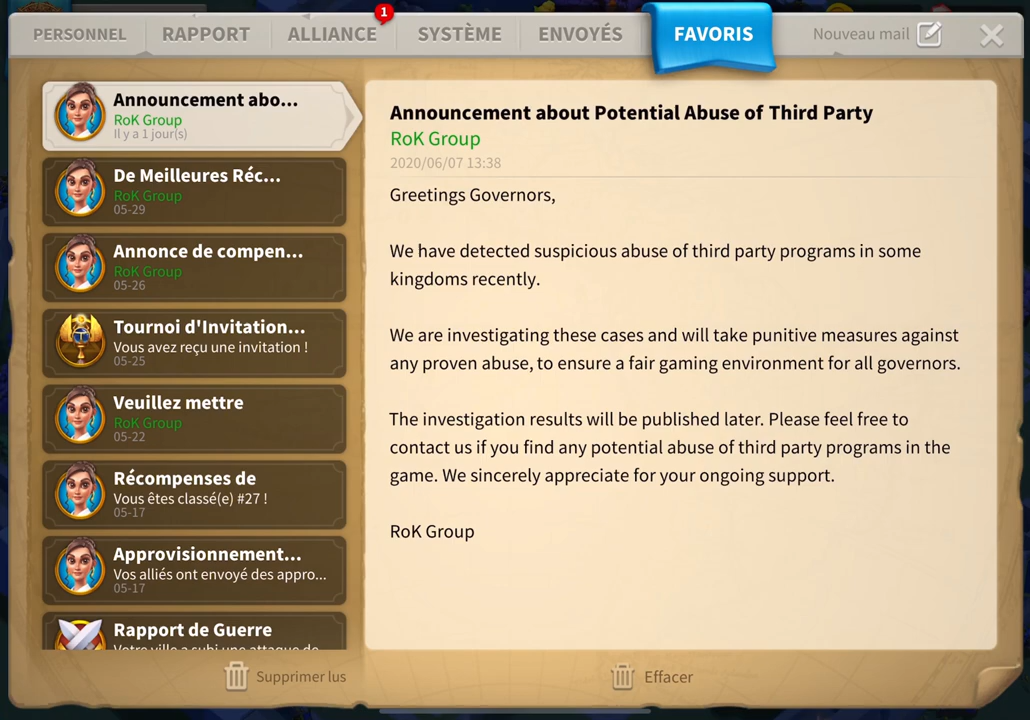 PERSONNEL
RAPPORT
ALLIANCE
1
SYSTÈME
ENVOYÉS
FAVORIS
Nouveau mail
Announcement abo...
RoK Group
Il y a 1 jour(s)
De Meilleures Réc...
RoK Group
05-29
Annonce de compen...
RoK Group
05-26
Tournoi d'Invitation...
Vous avez reçu une invitation !
05-25
Veuillez mettre
RoK Group
05-22
Récompenses de
Vous êtes classé(e) #27 !
05-17
Approvisionnement...
Vos alliés ont envoyé des appro...
05-17
Rapport de Guerre
Votre ville a subi une attaque de
Supprimer lus
Announcement about Potential Abuse of Third Party
RoK Group
2020/06/07 13:38
Greetings Governors,
We have detected suspicious abuse of third party programs in some
kingdoms recently.
We are investigating these cases and will take punitive measures against
any proven abuse, to ensure a fair gaming environment for all governors.
The investigation results will be published later. Please feel free to
contact us if you find any potential abuse of third party programs in the
game. We sincerely appreciate for your ongoing support.
RoK Group
Effacer